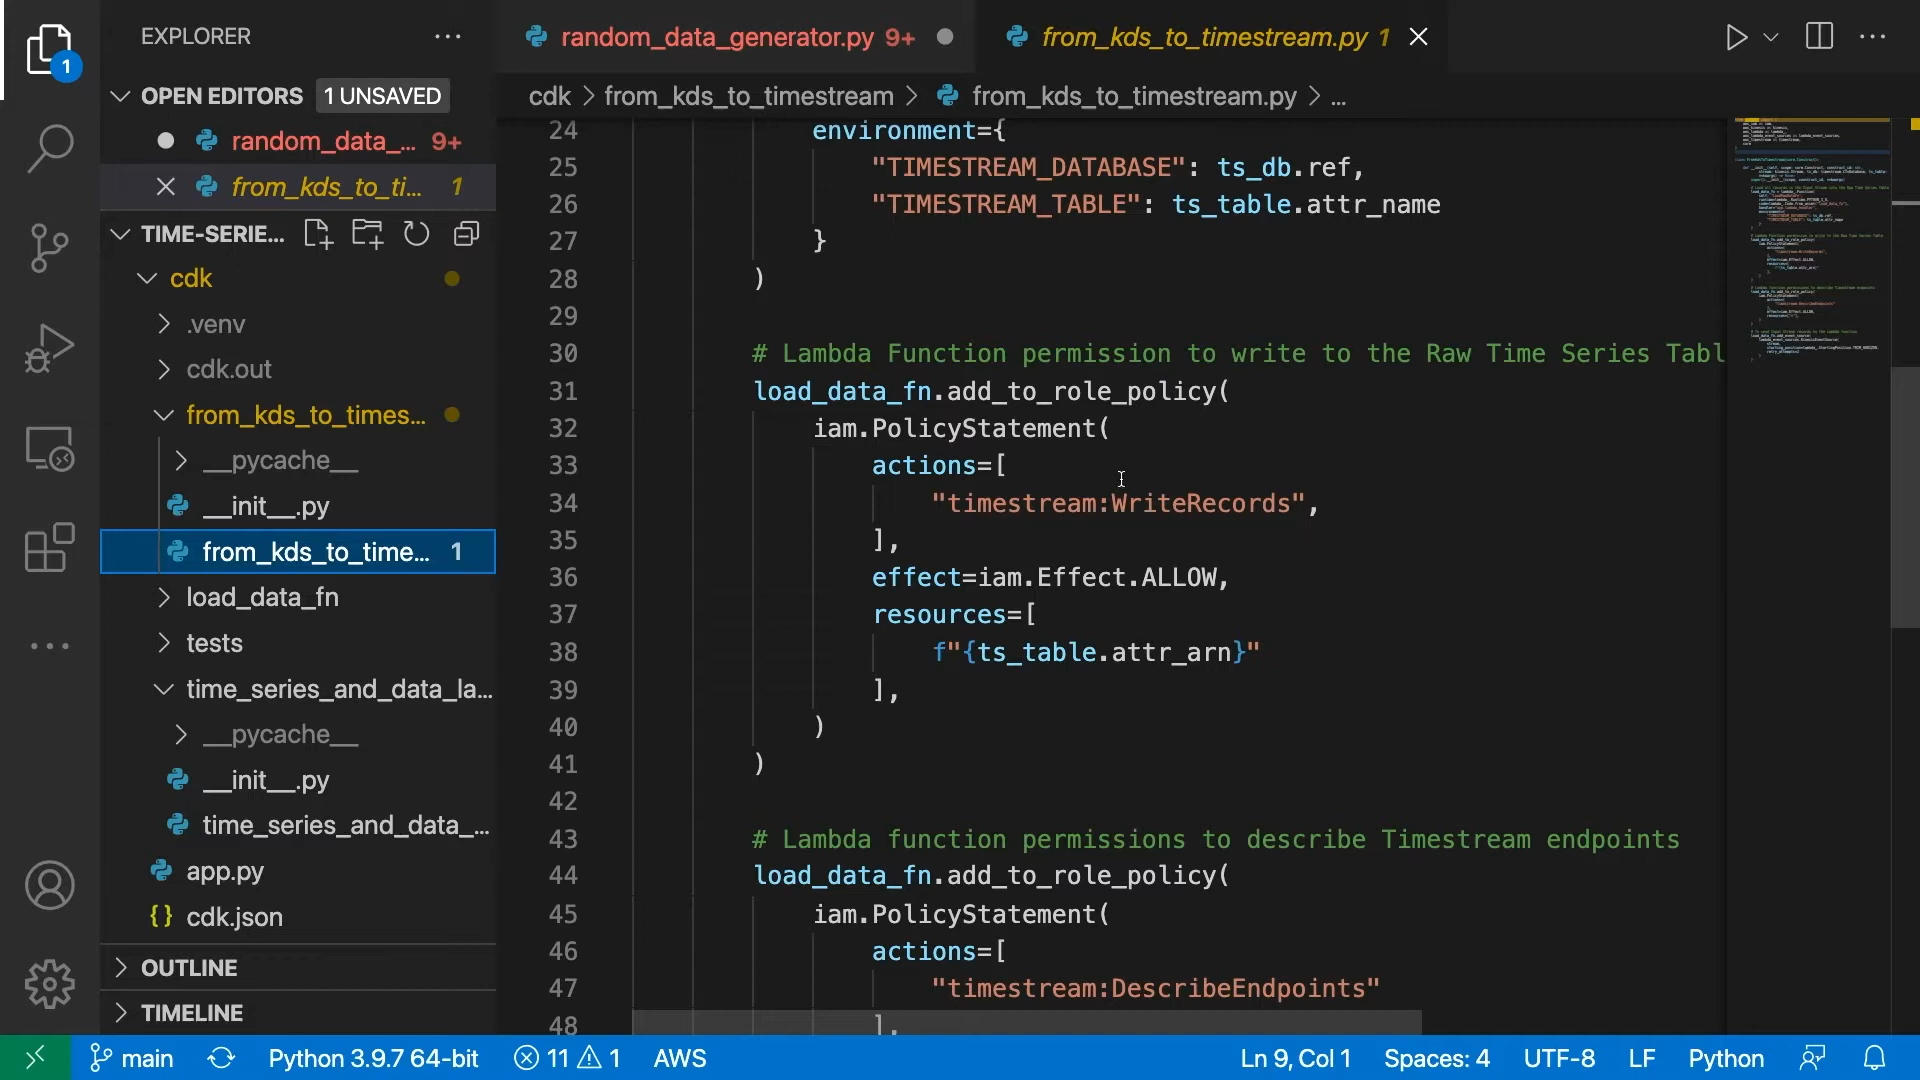 EXPLORER
1
OPEN EDITORS 1 UNSAVED
random_data_... 9+
from_kds_to_ti... 1
TIME-SERIE...
cdk
.venv
cdk.out
from_kds_to_times...
__pycache__
__init__.py
from_kds_to_time... 1
load_data_fn
tests
time_series_and_data_la...
__pycache__
__init__.py
time_series_and_data_...
app.py
cdk.json
OUTLINE
TIMELINE
random_data_generator.py 9+
from_kds_to_timestream.py 1
cdk > from_kds_to_timestream > from_kds_to_timestream.py > ...
24 environment={
25 "TIMESTREAM_DATABASE": ts_db.ref,
26 "TIMESTREAM_TABLE": ts_table.attr_name
27 }
28 )
29
30 # Lambda Function permission to write to the Raw Time Series Tabl
31 load_data_fn.add_to_role_policy(
32 iam.PolicyStatement(
33 actions=[
34 "timestream:WriteRecords",
35 ],
36 effect=iam.Effect.ALLOW,
37 resources=[
38 f"{ts_table.attr_arn}"
39 ],
40 )
41 )
42
43 # Lambda function permissions to describe Timestream endpoints
44 load_data_fn.add_to_role_policy(
45 iam.PolicyStatement(
46 actions=[
47 "timestream:DescribeEndpoints"
48 ],
main Python 3.9.7 64-bit 11 1 AWS Ln 9, Col 1 Spaces: 4 UTF-8 LF Python